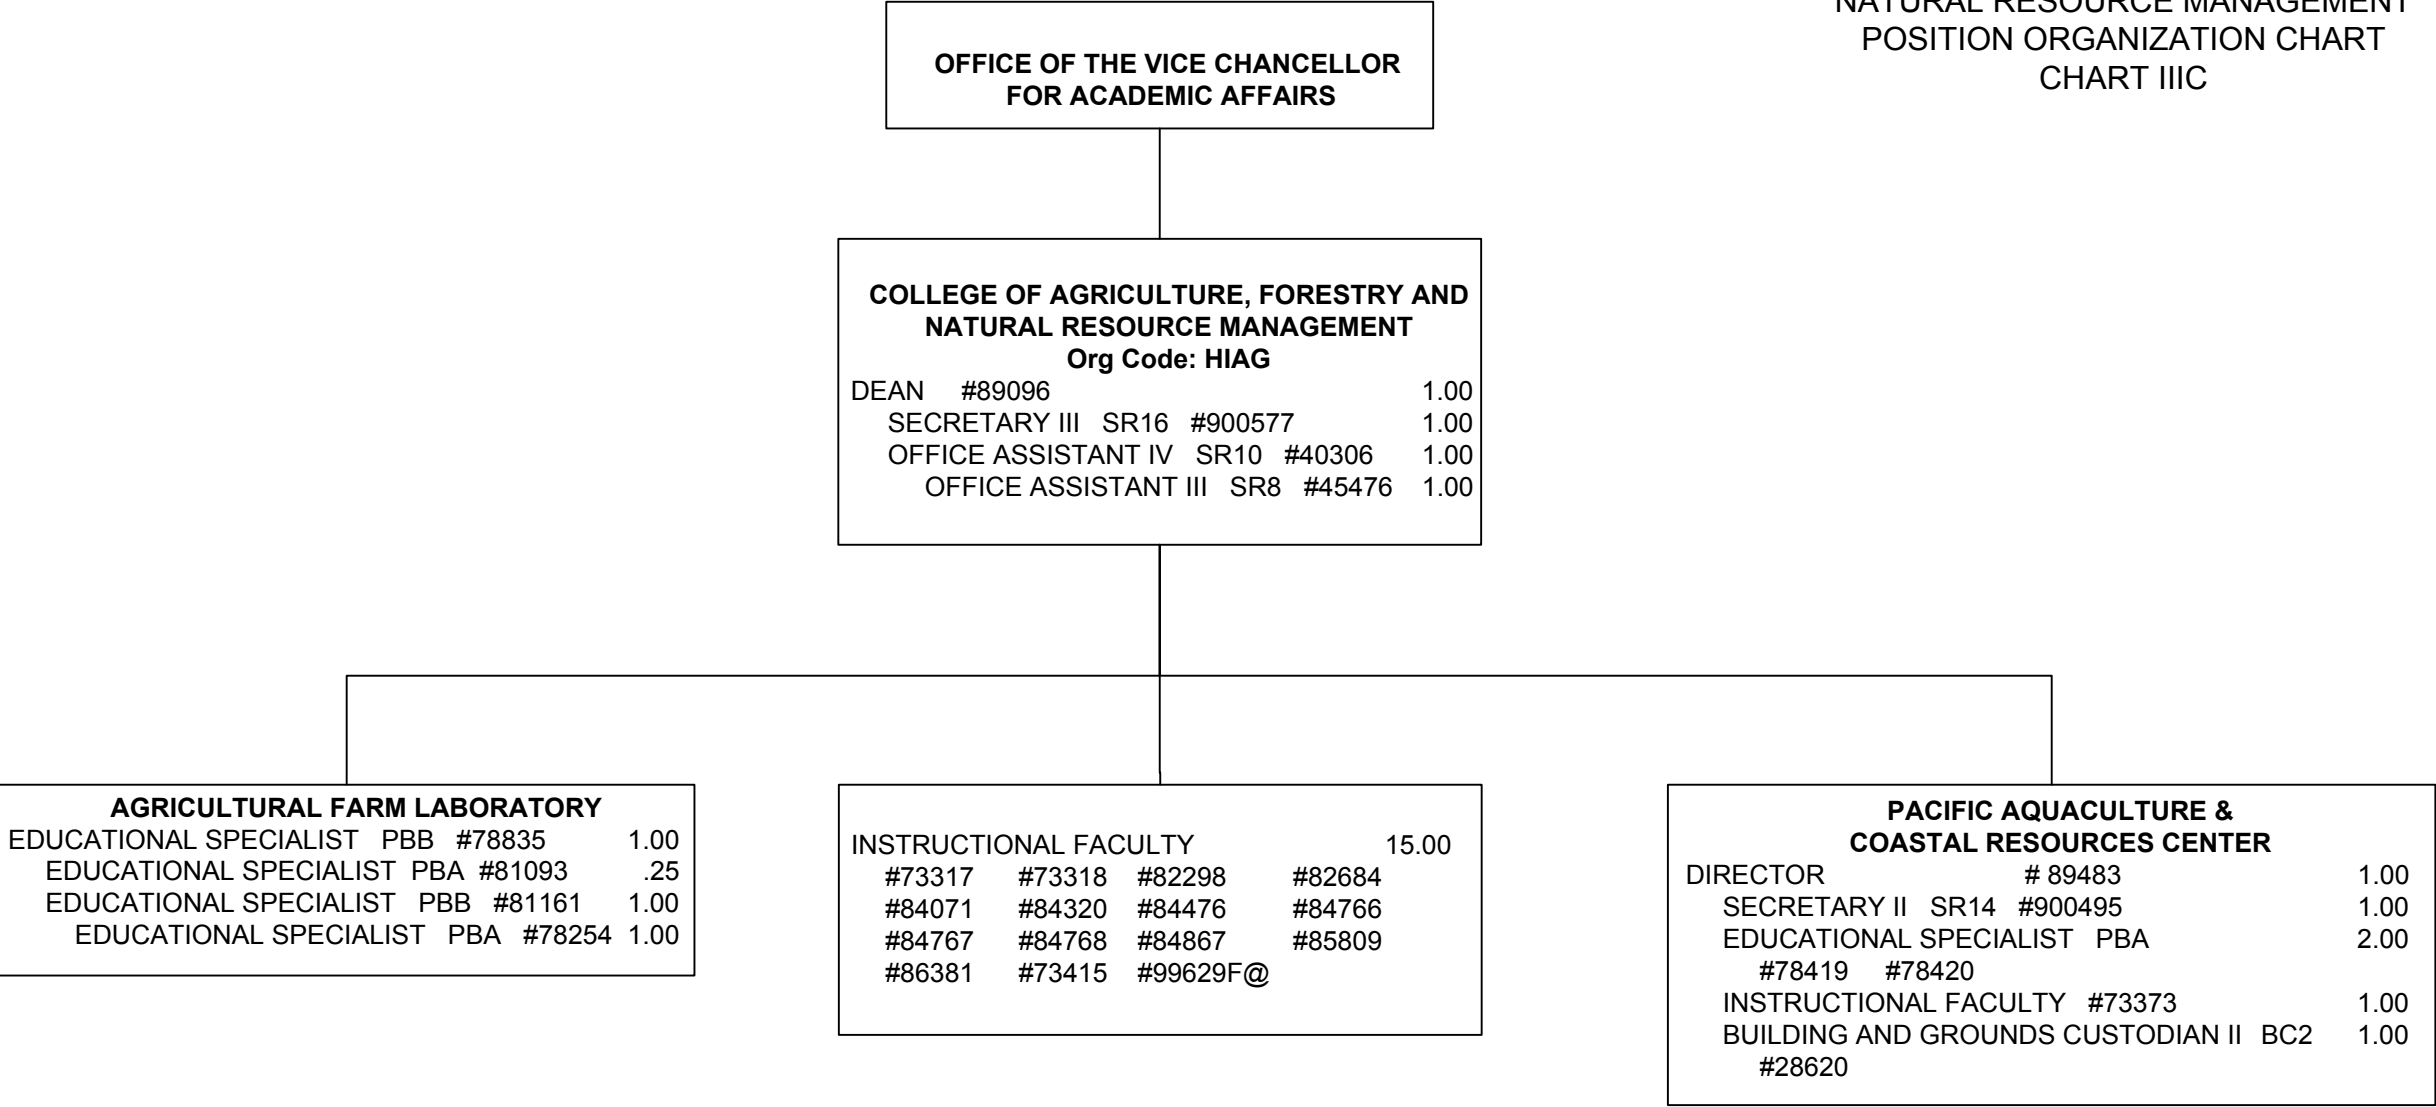 NATURAL RESOURCE MANAGEMENT
POSITION ORGANIZATION CHART
CHART IIIC
OFFICE OF THE VICE CHANCELLOR
FOR ACADEMIC AFFAIRS
COLLEGE OF AGRICULTURE, FORESTRY AND
NATURAL RESOURCE MANAGEMENT
Org Code: HIAG
DEAN #89096 1.00
SECRETARY III SR16 #900577 1.00
OFFICE ASSISTANT IV SR10 #40306 1.00
OFFICE ASSISTANT III SR8 #45476 1.00
AGRICULTURAL FARM LABORATORY
EDUCATIONAL SPECIALIST PBB #78835 1.00
EDUCATIONAL SPECIALIST PBA #81093 .25
EDUCATIONAL SPECIALIST PBB #81161 1.00
EDUCATIONAL SPECIALIST PBA #78254 1.00
INSTRUCTIONAL FACULTY 15.00
#73317 #73318 #82298 #82684
#84071 #84320 #84476 #84766
#84767 #84768 #84867 #85809
#86381 #73415 #99629F@
PACIFIC AQUACULTURE &
COASTAL RESOURCES CENTER
DIRECTOR # 89483 1.00
SECRETARY II SR14 #900495 1.00
EDUCATIONAL SPECIALIST PBA 2.00
#78419 #78420
INSTRUCTIONAL FACULTY #73373 1.00
BUILDING AND GROUNDS CUSTODIAN II BC2 1.00
#28620